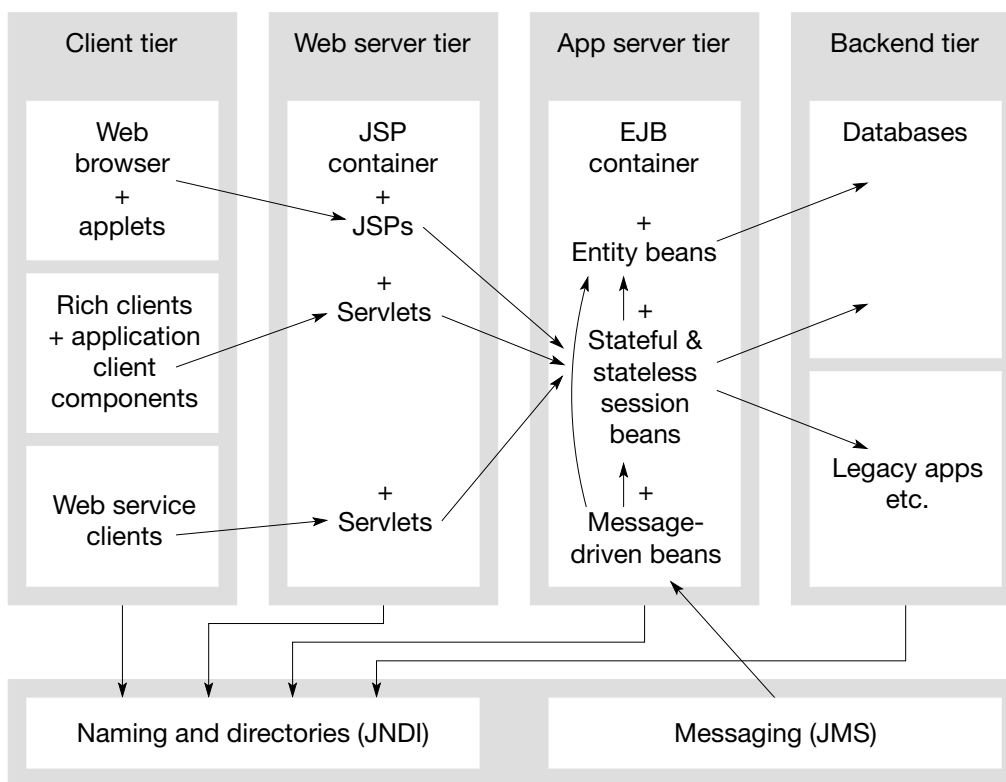 Client tier
Web
browser
+
applets
Rich clients
+ application
client
components
Web service
clients
Web server tier
JSP
container
+
JSPs
+
Servlets
+
Servlets
App server tier
EJB
container
+
Entity beans
+
Stateful &
stateless
session
beans
+
Message-
driven beans
Backend tier
Databases
Legacy apps
etc.
Naming and directories (JNDI)
Messaging (JMS)